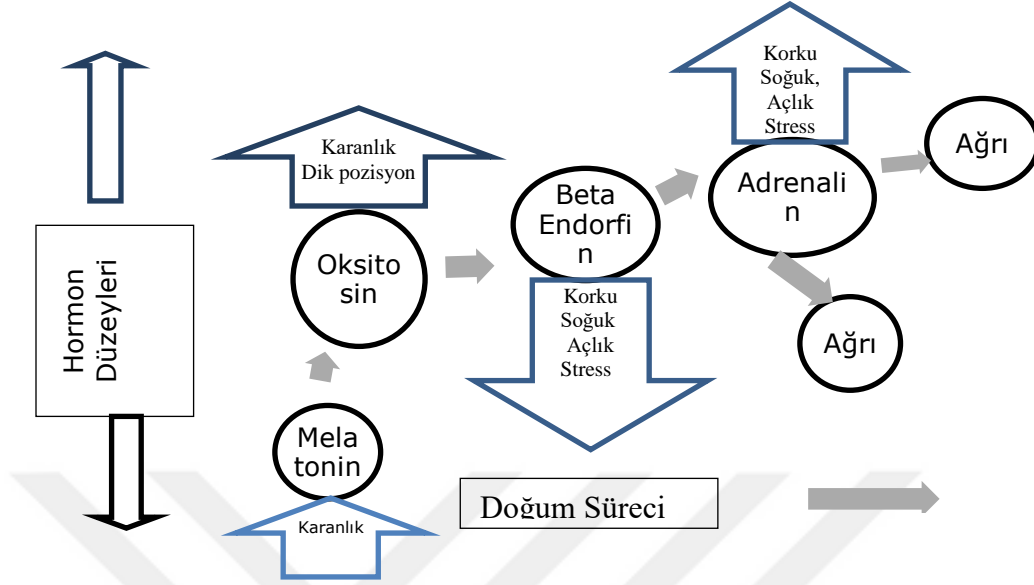 Hormon
Düzeyleri
Karanlık
Dik pozisyon
Oksito
sin
Mela
tonin
Karanlık
Beta
Endorfi
n
Korku
Soğuk
Açlık
Stress
Korku
Soğuk,
Açlık
Stress
Adrenali
n
Ağrı
Ağrı
Doğum Süreci